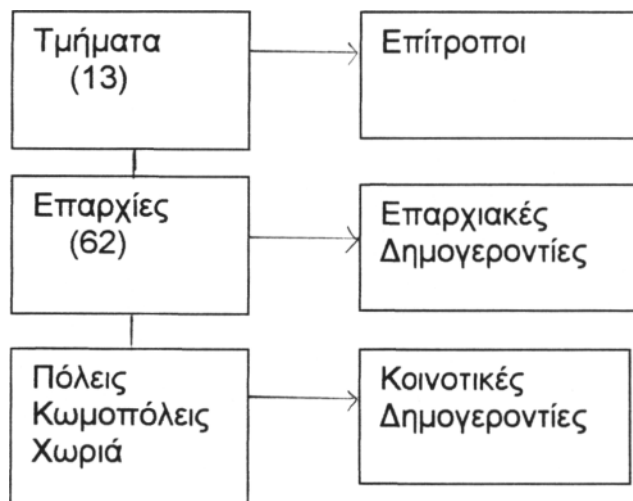 Τμήματα
(13)
Επίτροποι
Επαρχίες
(62)
Επαρχιακές
Δημογεροντίες
Πόλεις
Κωμοπόλεις
Χωριά
Κοινοτικές
Δημογεροντίες